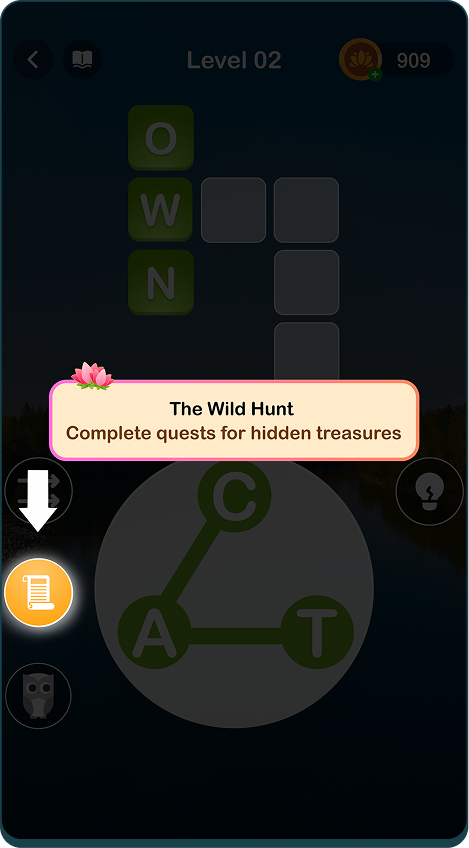 Level 02
909
O
W
N
The Wild Hunt
Complete quests for hidden treasures
C
A T